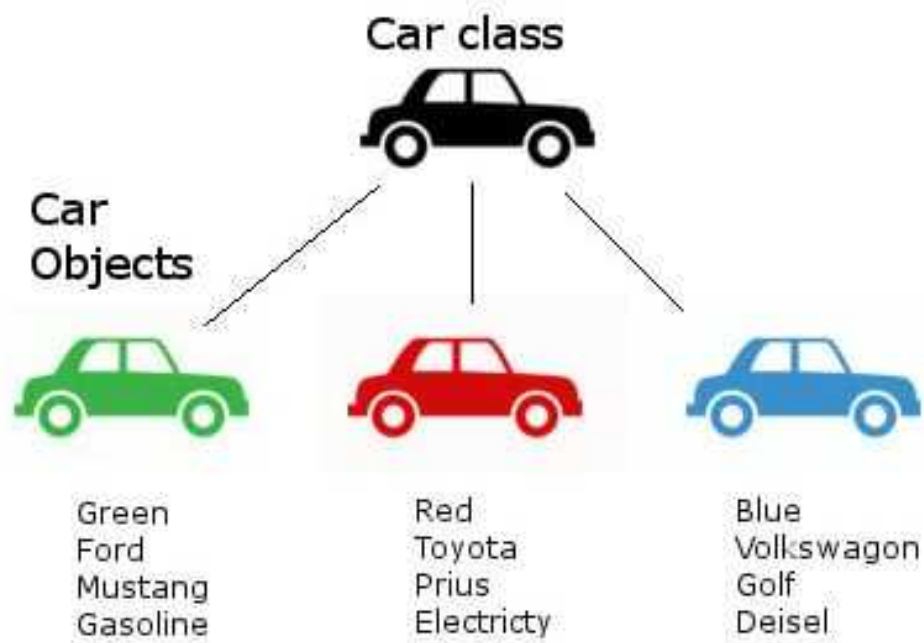 Car class
Car
Objects
Green
Ford
Mustang
Gasoline
Red
Toyota
Prius
Electricty
Blue
Volkswagon
Golf
Deisel